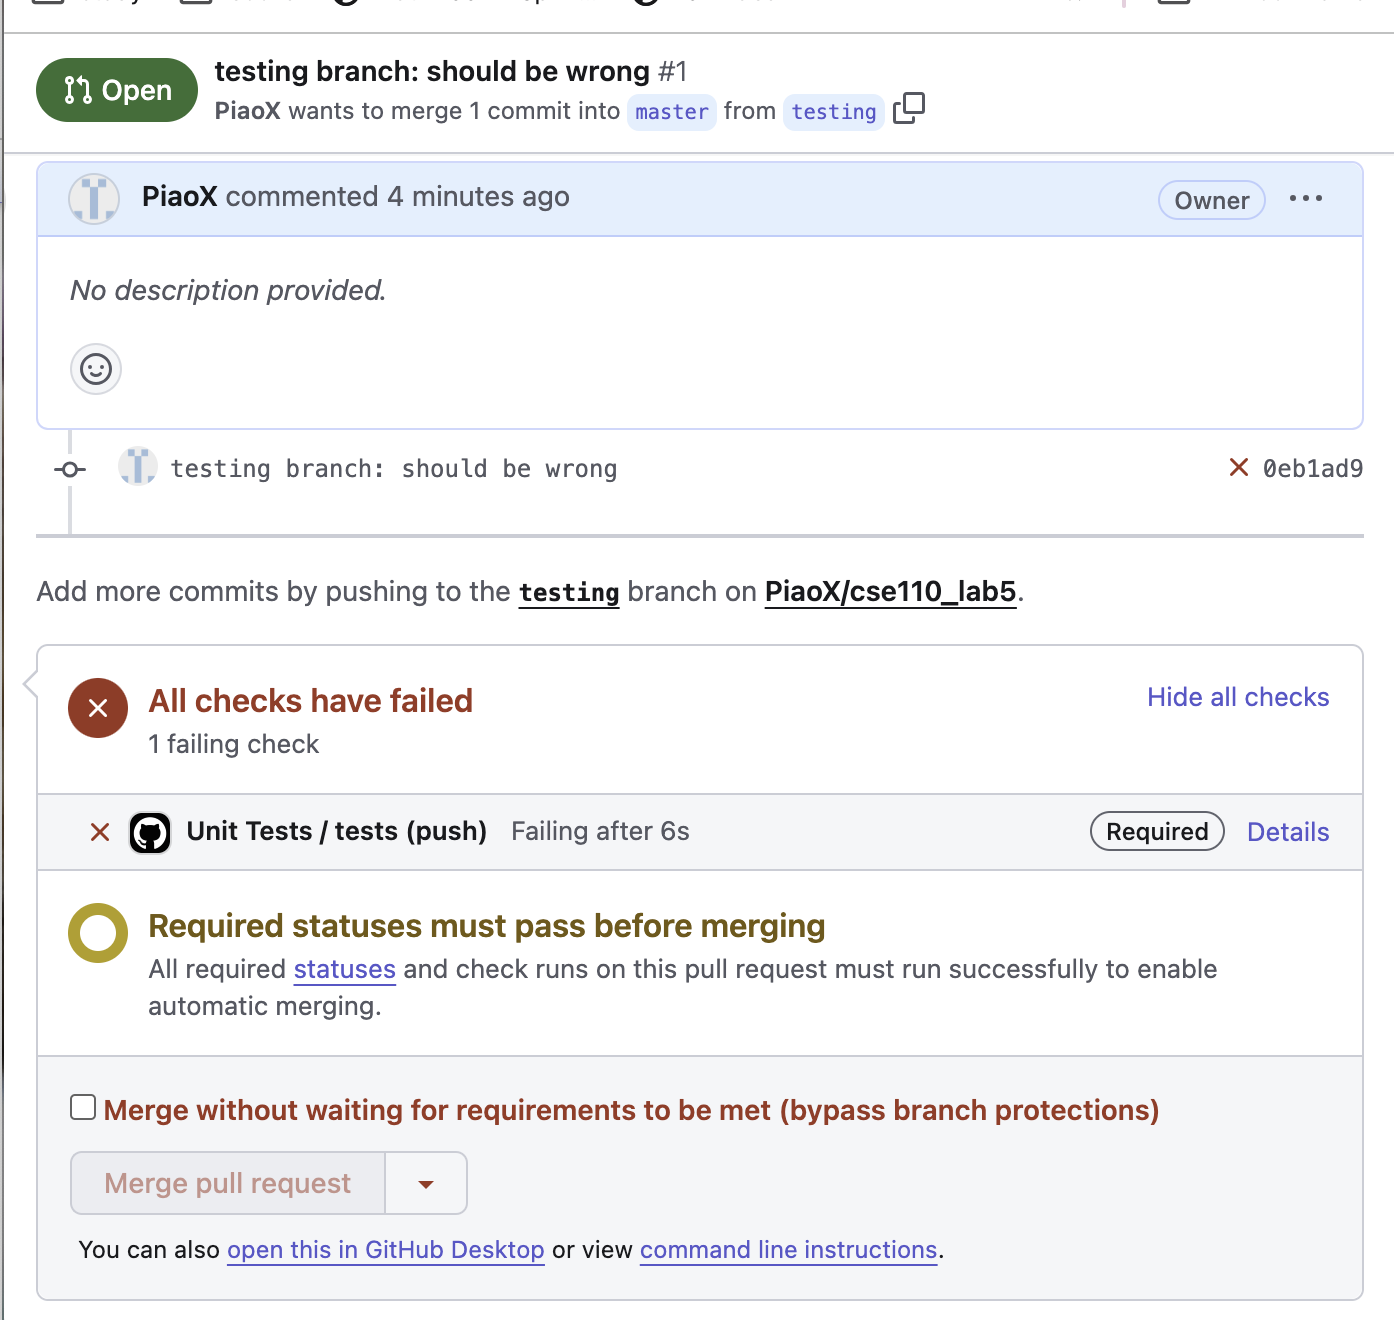 Open
testing branch: should be wrong #1
PiaoX wants to merge 1 commit into master from testing
PiaoX commented 4 minutes ago
Owner
No description provided.
testing branch: should be wrong
0eb1ad9
Add more commits by pushing to the testing branch on PiaoX/cse110_lab5.
All checks have failed
Hide all checks
1 failing check
Unit Tests / tests (push) Failing after 6s
Required
Details
Required statuses must pass before merging
All required statuses and check runs on this pull request must run successfully to enable
automatic merging.
Merge without waiting for requirements to be met (bypass branch protections)
Merge pull request
You can also open this in GitHub Desktop or view command line instructions.